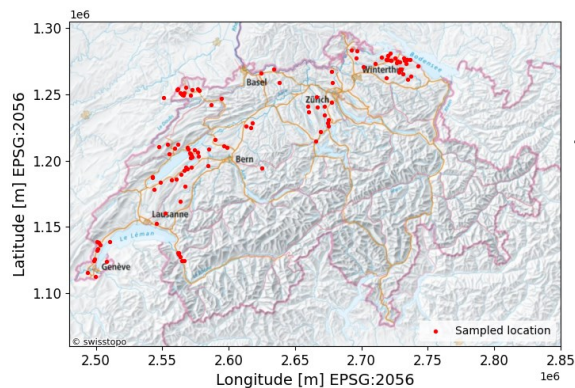 1e6
1.30
1.25
1.20
1.15
1.10
Latitude [m] EPSG:2056
Basel
Winterthur
Bodensee
Zürich
Bern
Lausanne
Le Léman
Genève
© swisstopo
Sampled location
2.50 2.55 2.60 2.65 2.70 2.75 2.80 2.85
1e6
Longitude [m] EPSG:2056